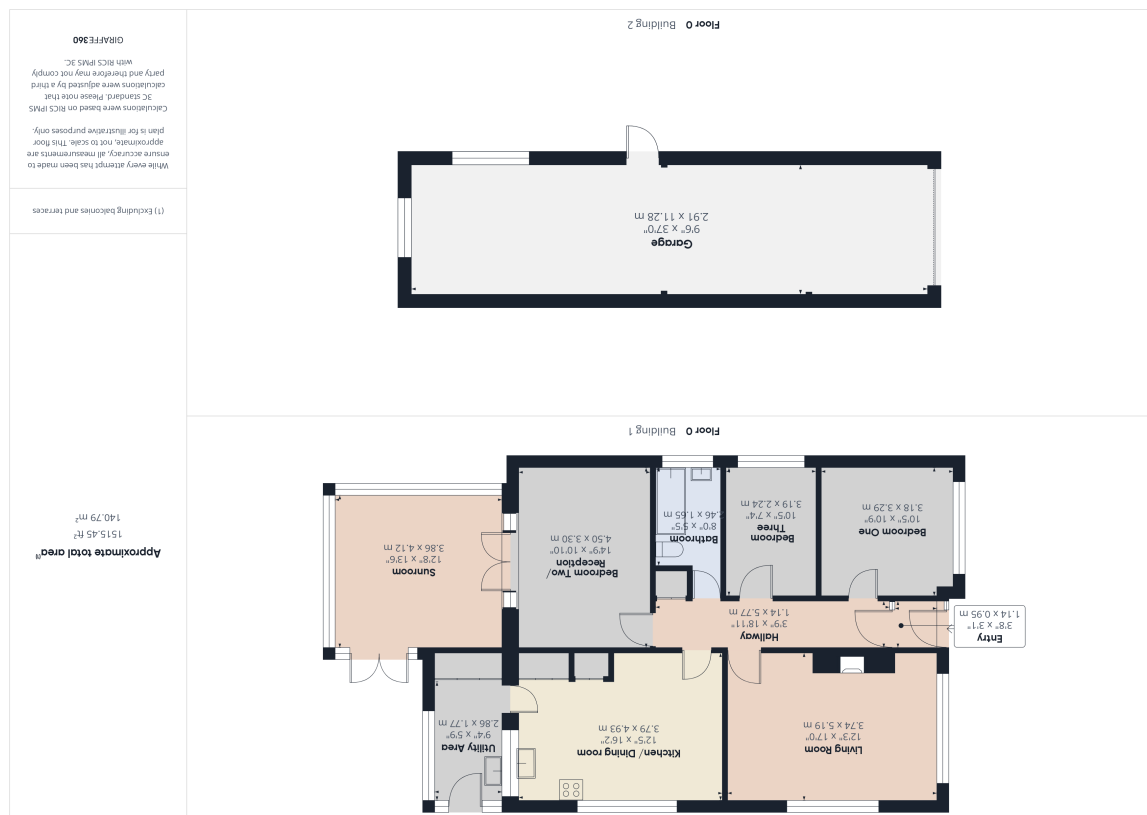 Living Room
12'3" x 17'0"
3.74 x 5.19 m
Kitchen/ Dining room
12'5" x 16'2"
3.79 x 4.93 m
Utility Area
9'4" x 5'9"
2.86 x 1.77 m
Entry
3'8" x 3'1"
1.14 x 0.95 m
Hallway
3'9" x 18'11"
1.14 x 5.77 m
Bedroom One
10'5" x 10'9"
3.18 x 3.29 m
Bedroom
Three
10'5" x 7'4"
3.19 x 2.24 m
Bathroom
8'0" x 5'5"
2.46 x 1.65 m
Bedroom Two/
Reception
14'9" x 10'10"
4.50 x 3.30 m
Sunroom
12'8" x 13'6"
3.86 x 4.12 m
Floor 0 Building 1
Garage
9'6" x 37'0"
2.91 x 11.28 m
Floor 0 Building 2
Approximate total area⁽¹⁾
1515.45 ft²
140.79 m²
(1) Excluding balconies and terraces
While every attempt has been made to
ensure accuracy, all measurements are
approximate, not to scale. This floor
plan is for illustrative purposes only.
Calculations were based on RICS IPMS
3C standard. Please note that
calculations were adjusted by a third
party and therefore may not comply
with RICS IPMS 3C.
GIRAFFE360